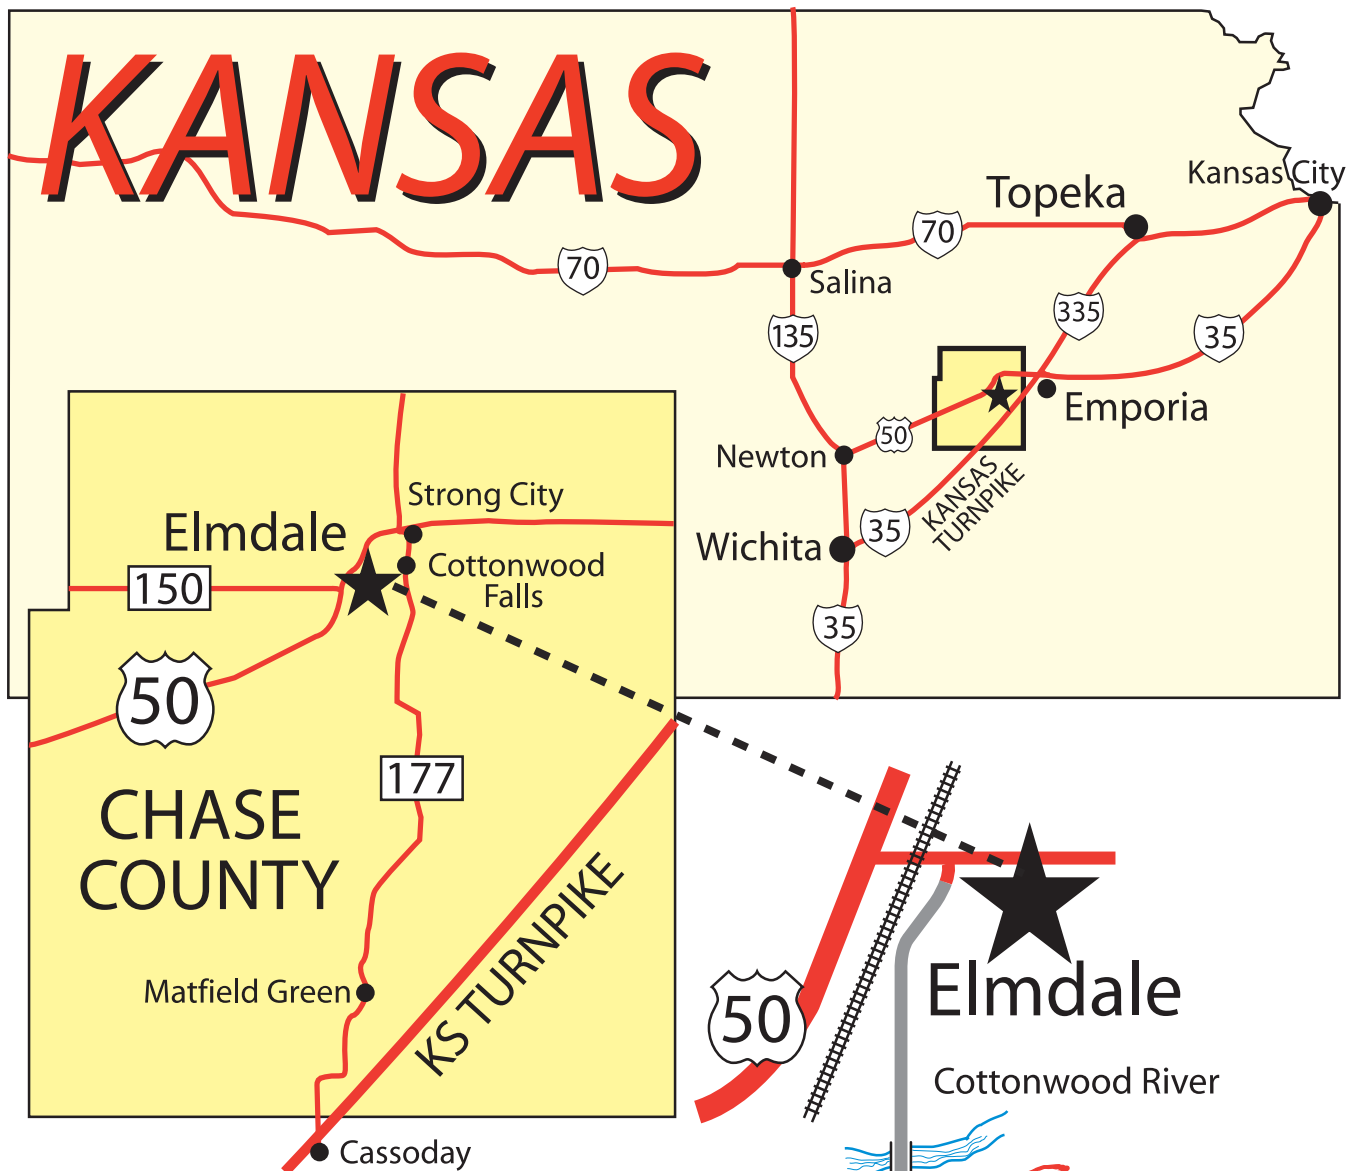 KANSAS
Kansas City
Topeka
70
70
Salina
335
135
35
Emporia
50
Newton
KANSAS
TURNPIKE
35
Wichita
35
Strong City
Elmdale
Cottonwood
Falls
150
50
177
CHASE
COUNTY
KS TURNPIKE
Matfield Green
Cassoday
50
Elmdale
Cottonwood River